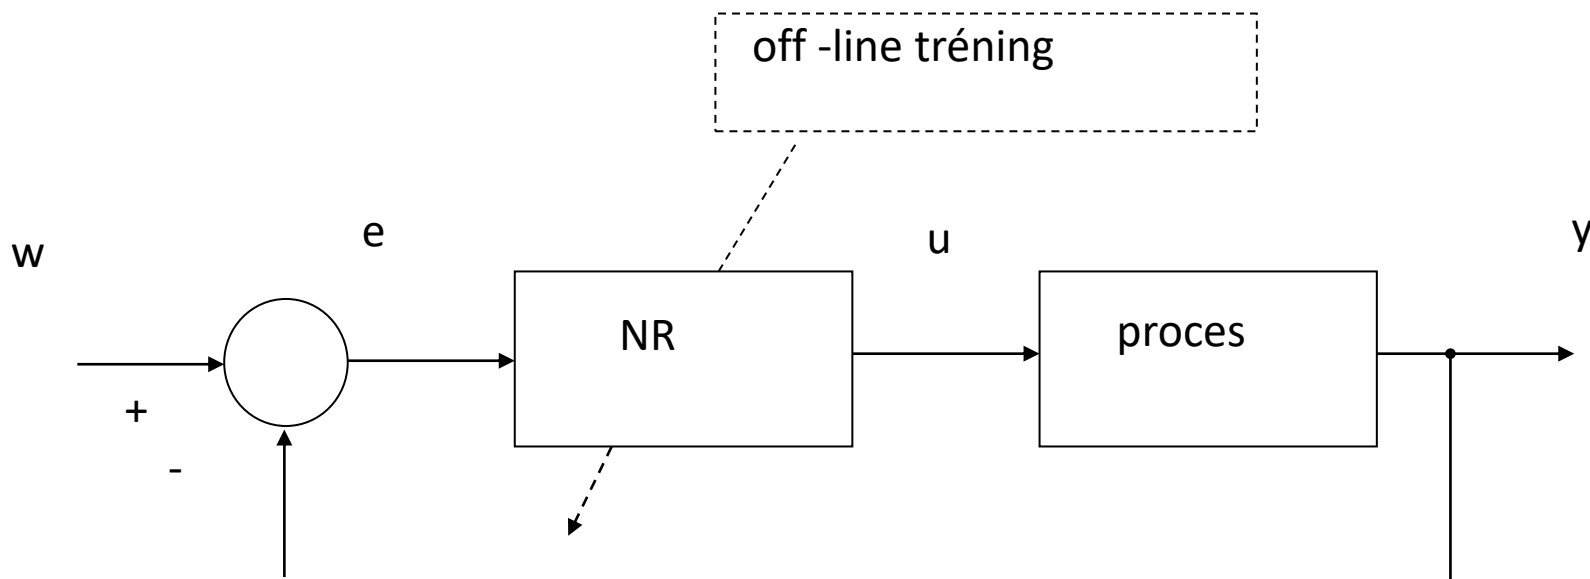 off -line tréning
w
e
u
y
NR
proces
+
-